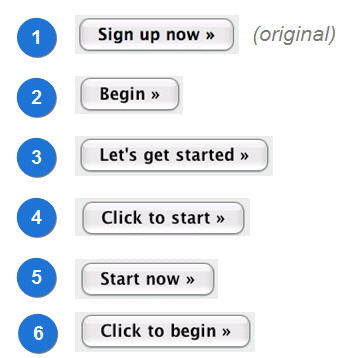 1 Sign up now » (original)
2 Begin »
3 Let's get started »
4 Click to start »
5 Start now »
6 Click to begin »